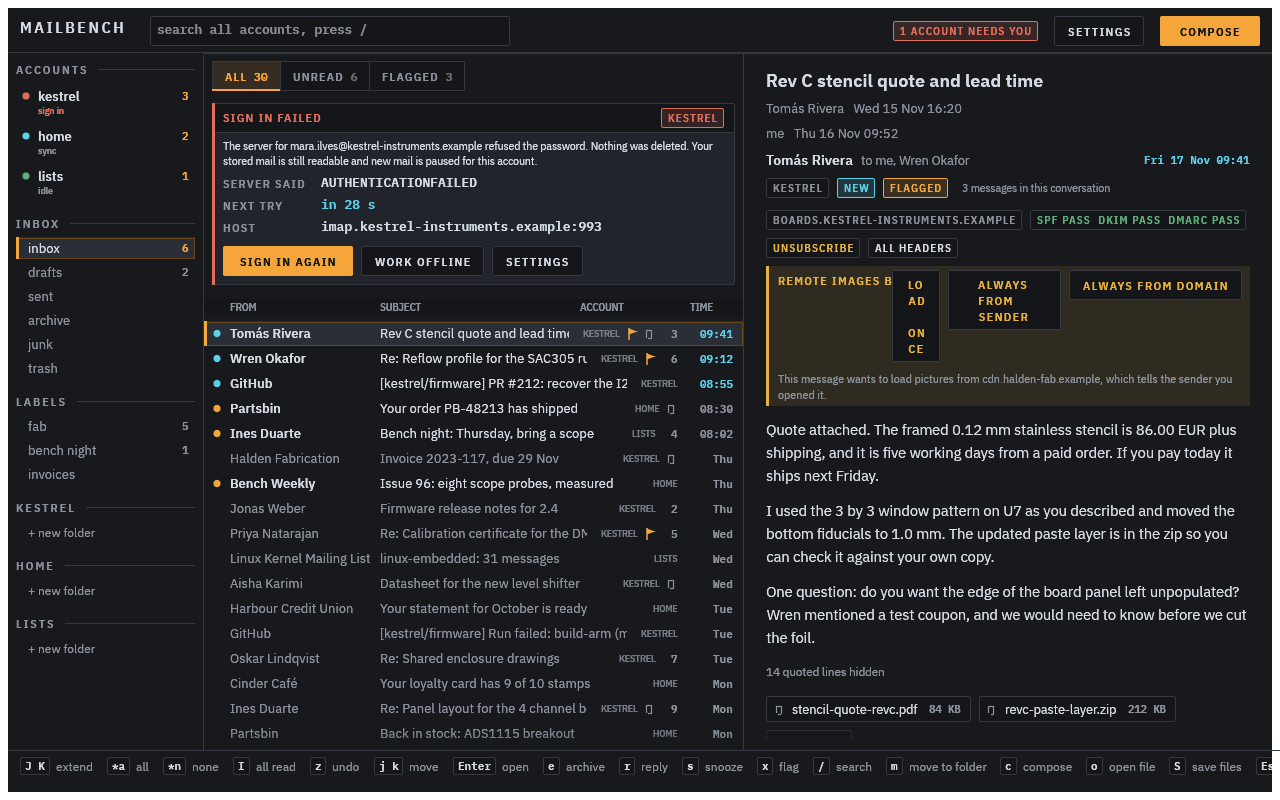 MAILBENCH
search all accounts, press /
1 ACCOUNT NEEDS YOU
SETTINGS
COMPOSE
ACCOUNTS
kestrel 3
sign in
home 2
sync
lists 1
idle
INBOX
inbox 6
drafts 2
sent
archive
junk
trash
LABELS
fab 5
bench night 1
invoices
KESTREL
+ new folder
HOME
+ new folder
LISTS
+ new folder
ALL 30
UNREAD 6
FLAGGED 3
SIGN IN FAILED KESTREL
The server for mara.ilves@kestrel-instruments.example refused the password. Nothing was deleted. Your
stored mail is still readable and new mail is paused for this account.
SERVER SAID AUTHENTICATIONFAILED
NEXT TRY in 28 s
HOST imap.kestrel-instruments.example:993
SIGN IN AGAIN
WORK OFFLINE
SETTINGS
FROM SUBJECT ACCOUNT TIME
Tomás Rivera Rev C stencil quote and lead time KESTREL 3 09:41
Wren Okafor Re: Reflow profile for the SAC305 ru KESTREL 6 09:12
GitHub [kestrel/firmware] PR #212: recover the I2 KESTREL 08:55
Partsbin Your order PB-48213 has shipped HOME 08:30
Ines Duarte Bench night: Thursday, bring a scope LISTS 4 08:02
Halden Fabrication Invoice 2023-117, due 29 Nov KESTREL Thu
Bench Weekly Issue 96: eight scope probes, measured HOME Thu
Jonas Weber Firmware release notes for 2.4 KESTREL 2 Thu
Priya Natarajan Re: Calibration certificate for the DM KESTREL 5 Wed
Linux Kernel Mailing List linux-embedded: 31 messages LISTS Wed
Aisha Karimi Datasheet for the new level shifter KESTREL Wed
Harbour Credit Union Your statement for October is ready HOME Tue
GitHub [kestrel/firmware] Run failed: build-arm (m KESTREL Tue
Oskar Lindqvist Re: Shared enclosure drawings KESTREL 7 Tue
Cinder Café Your loyalty card has 9 of 10 stamps HOME Mon
Ines Duarte Re: Panel layout for the 4 channel b KESTREL 9 Mon
Partsbin Back in stock: ADS1115 breakout HOME Mon
Rev C stencil quote and lead time
Tomás Rivera Wed 15 Nov 16:20
me Thu 16 Nov 09:52
Tomás Rivera to me, Wren Okafor Fri 17 Nov 09:41
KESTREL NEW FLAGGED 3 messages in this conversation
BOARDS.KESTREL-INSTRUMENTS.EXAMPLE SPF PASS DKIM PASS DMARC PASS
UNSUBSCRIBE ALL HEADERS
REMOTE IMAGES B
LO
AD
ON
CE
ALWAYS
FROM
SENDER
ALWAYS FROM DOMAIN
This message wants to load pictures from cdn.halden-fab.example, which tells the sender you
opened it.
Quote attached. The framed 0.12 mm stainless stencil is 86.00 EUR plus
shipping, and it is five working days from a paid order. If you pay today it
ships next Friday.
I used the 3 by 3 window pattern on U7 as you described and moved the
bottom fiducials to 1.0 mm. The updated paste layer is in the zip so you
can check it against your own copy.
One question: do you want the edge of the board panel left unpopulated?
Wren mentioned a test coupon, and we would need to know before we cut
the foil.
14 quoted lines hidden
stencil-quote-revc.pdf 84 KB
revc-paste-layer.zip 212 KB
J K extend *a all *n none I all read z undo j k move Enter open e archive r reply s snooze x flag / search m move to folder c compose o open file S save files Es